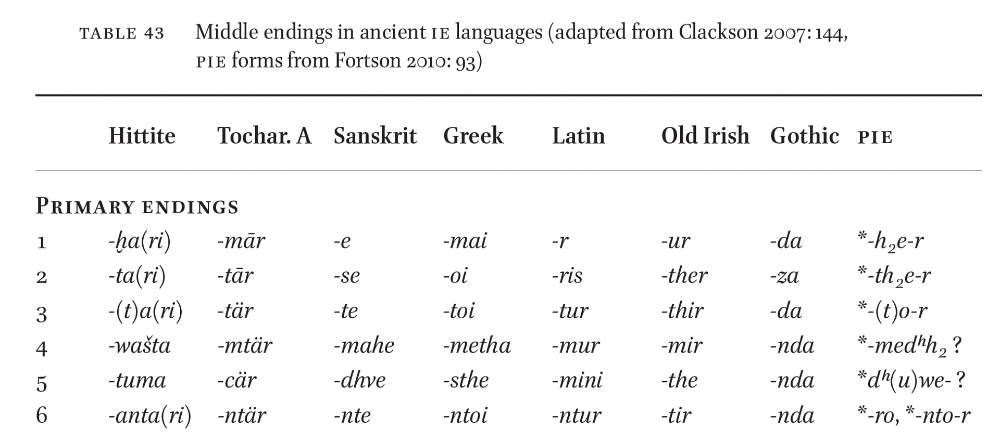 TABLE 43 Middle endings in ancient IE languages (adapted from Clackson 2007: 144,
PIE forms from Fortson 2010: 93)
Hittite Tochar. A Sanskrit Greek Latin Old Irish Gothic PIE
PRIMARY ENDINGS
1 -ḫa(ri) -mār -e -mai -r -ur -da *-h₂e-r
2 -ta(ri) -tār -se -oi -ris -ther -za *-th₂e-r
3 -(t)a(ri) -tär -te -toi -tur -thir -da *-(t)o-r
4 -wašta -mtär -mahe -metha -mur -mir -nda *-medʰh₂ ?
5 -tuma -cär -dhve -sthe -mini -the -nda *dʰ(u)we- ?
6 -anta(ri) -ntär -nte -ntoi -ntur -tir -nda *-ro, *-nto-r